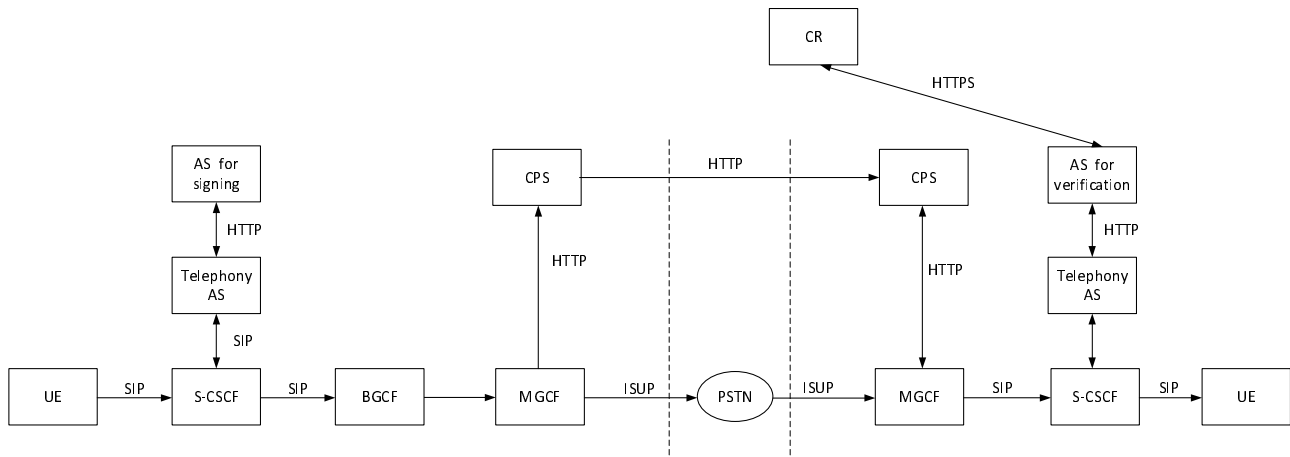 CR
HTTPS
AS for
signing
CPS
HTTP
CPS
AS for
verification
HTTP
HTTP
Telephony
AS
HTTP
HTTP
Telephony
AS
SIP
UE
SIP
S-CSCF
SIP
BGCF
MGCF
ISUP
PSTN
ISUP
MGCF
SIP
S-CSCF
SIP
UE